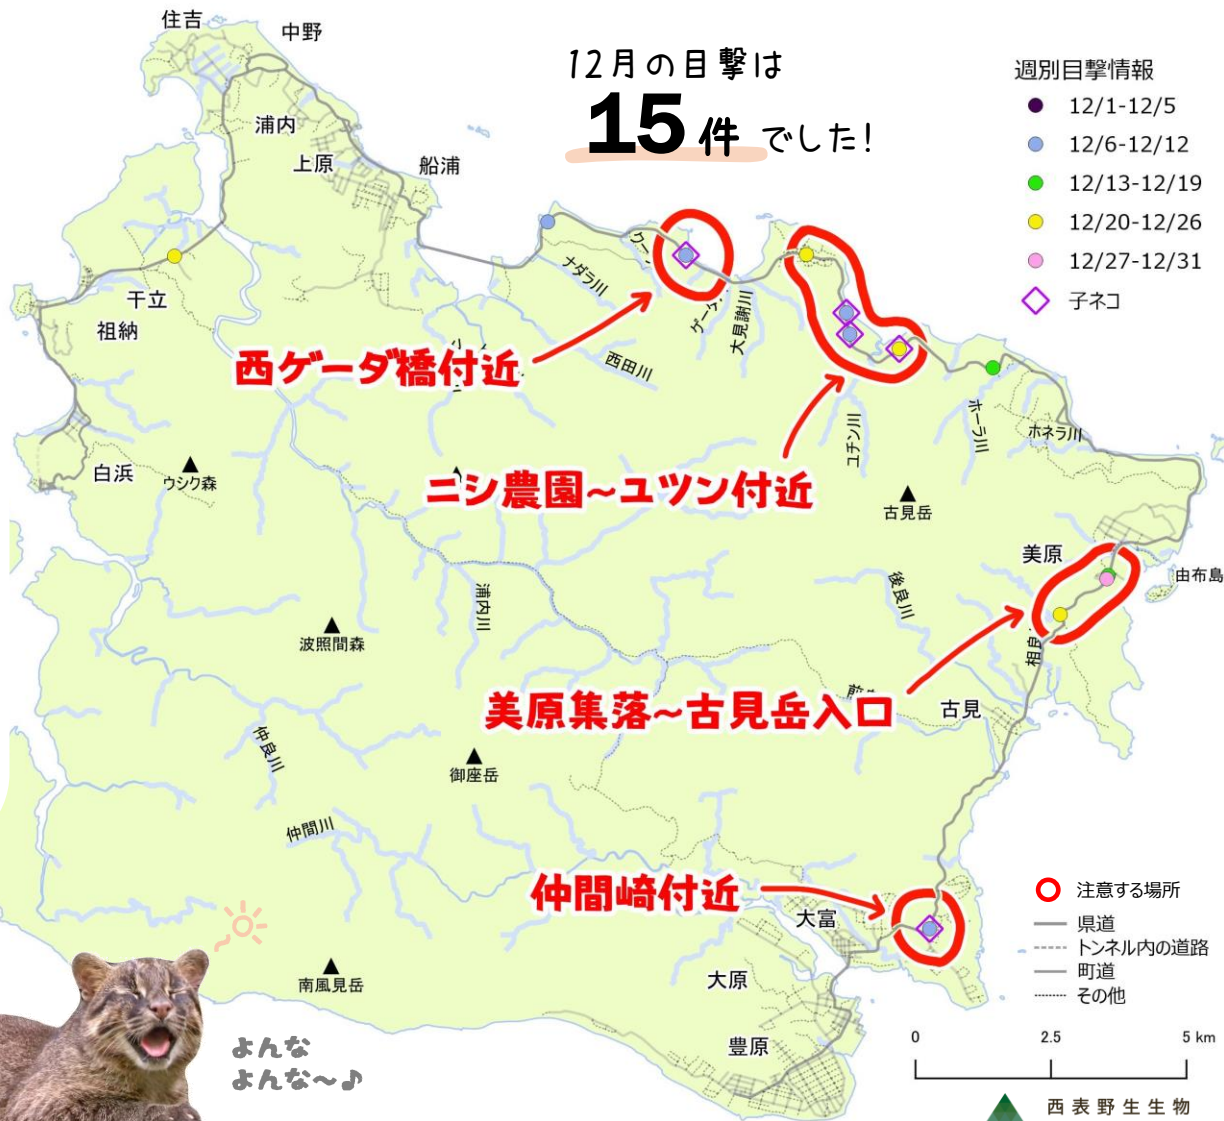 住吉
中野
12月の目撃は
15件でした!
週別目撃情報
12/1-12/5
12/6-12/12
12/13-12/19
12/20-12/26
12/27-12/31
子ネコ
浦内
上原
船浦
ナダラ川
大見謝川
西田川
干立
祖納
西ゲーダ橋付近
ユチン川
ホーラ川
ホネラ川
白浜
ウシク森
ニシ農園~ユツン付近
古見岳
美原
由布島
後良川
浦内川
波照間森
美原集落~古見岳入口
古見
仲良川
御座岳
仲間川
仲間崎付近
大富
大原
豊原
南風見岳
よんな
よんな~♪
注意する場所
県道
トンネル内の道路
町道
その他
0 2.5 5 km
西表野生生物